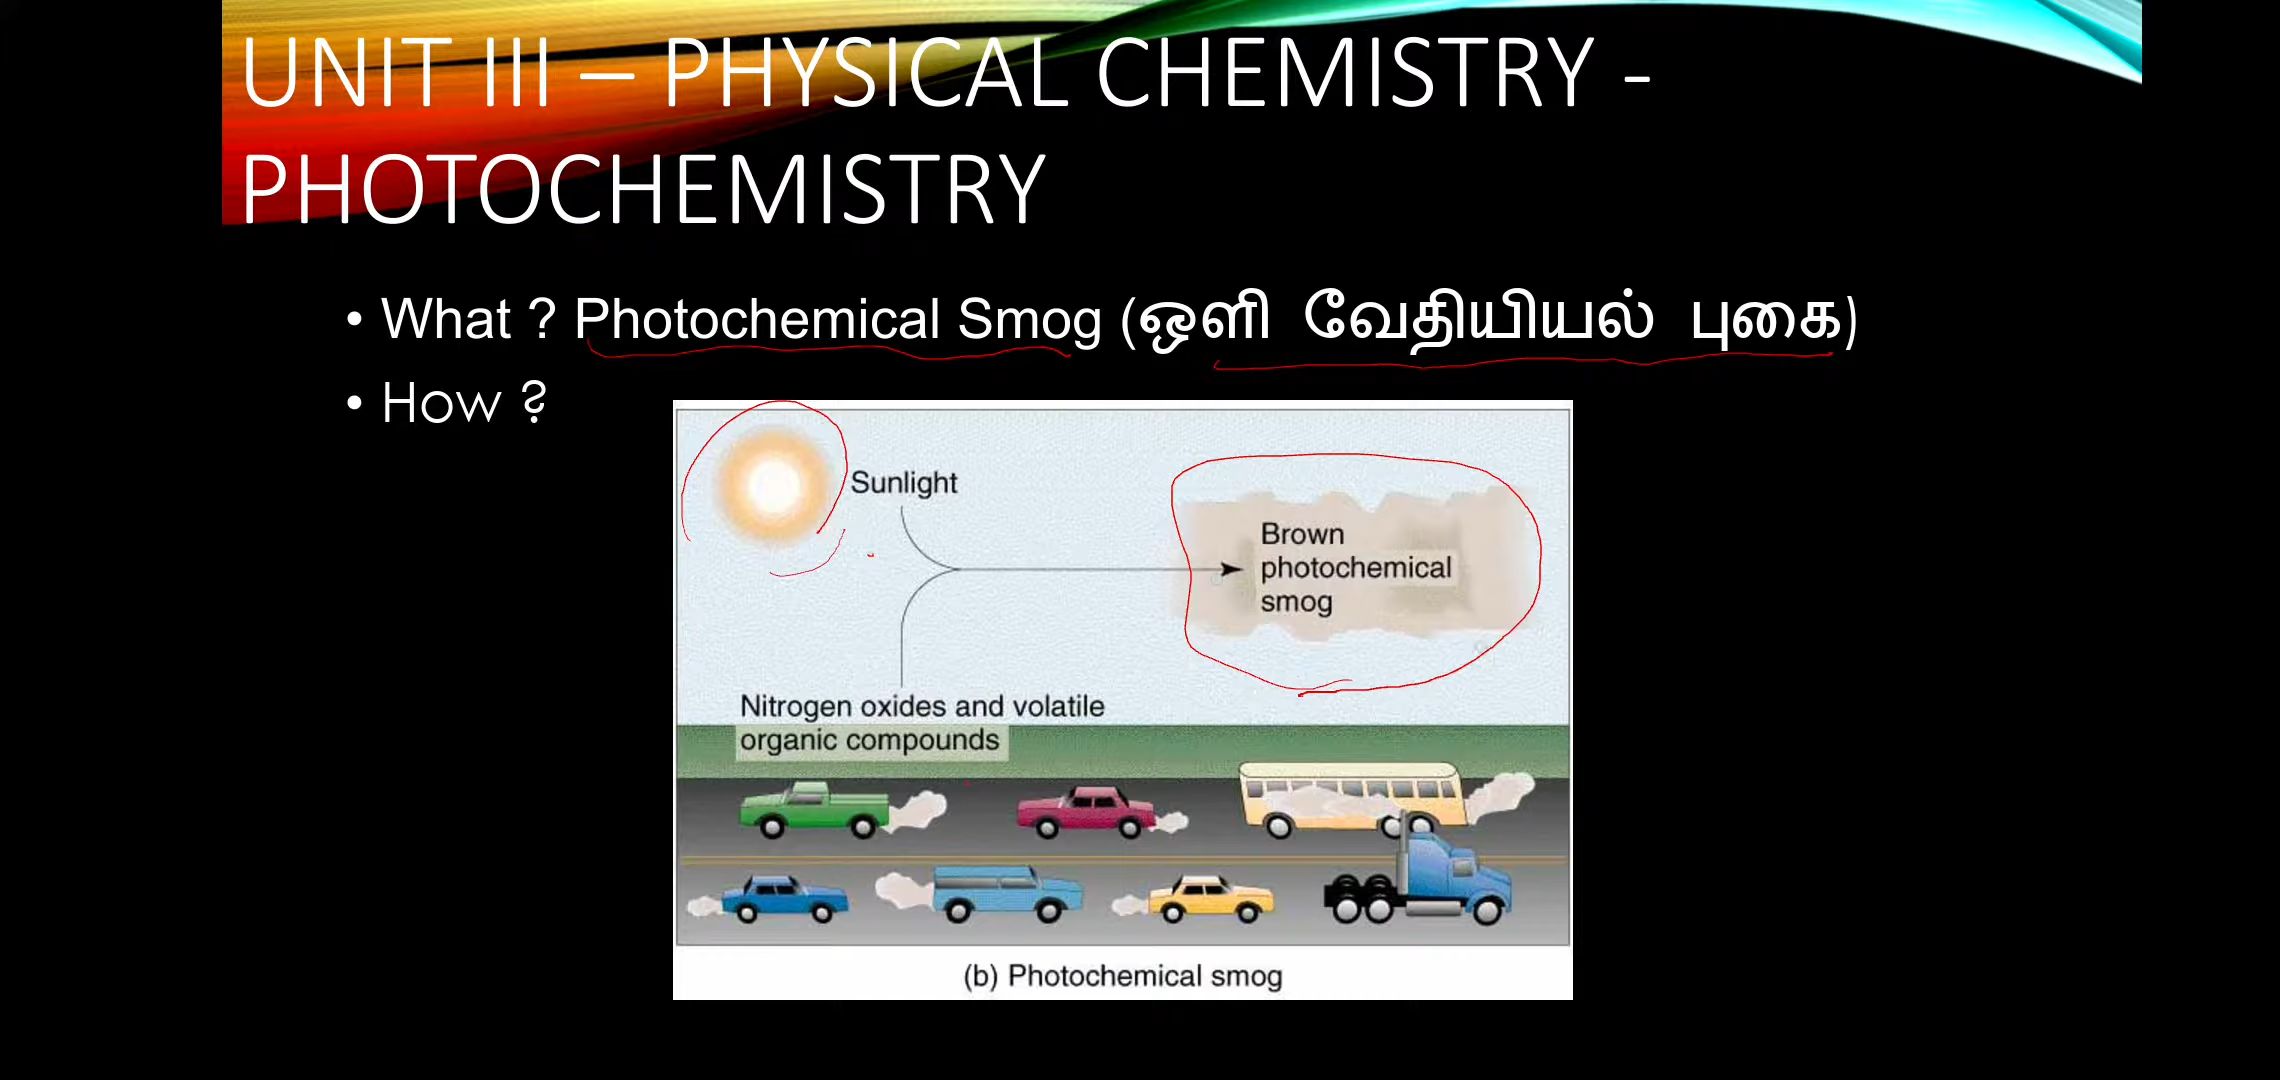 UNIT III – PHYSICAL CHEMISTRY -
PHOTOCHEMISTRY
• What ? Photochemical Smog (ஒளி வேதியியல் புகை)
• How ?
Sunlight
Brown
photochemical
smog
Nitrogen oxides and volatile
organic compounds
(b) Photochemical smog